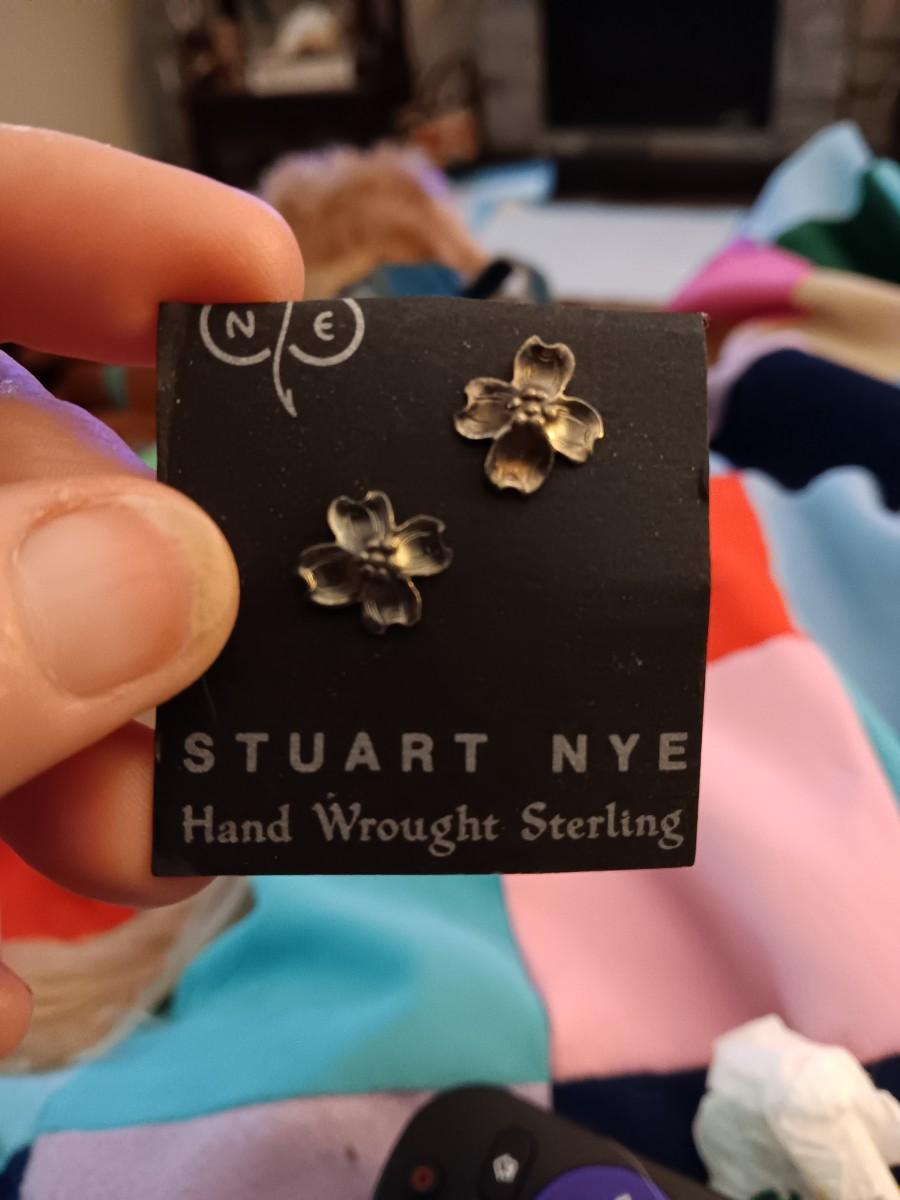 N E
STUART NYE
Hand Wrought Sterling